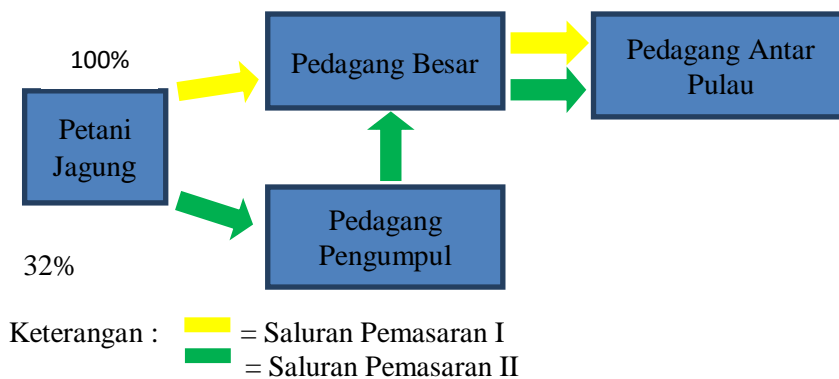 100%
Petani
Jagung
Pedagang Besar
Pedagang Antar
Pulau
Pedagang
Pengumpul
32%
Keterangan :
= Saluran Pemasaran I
= Saluran Pemasaran II